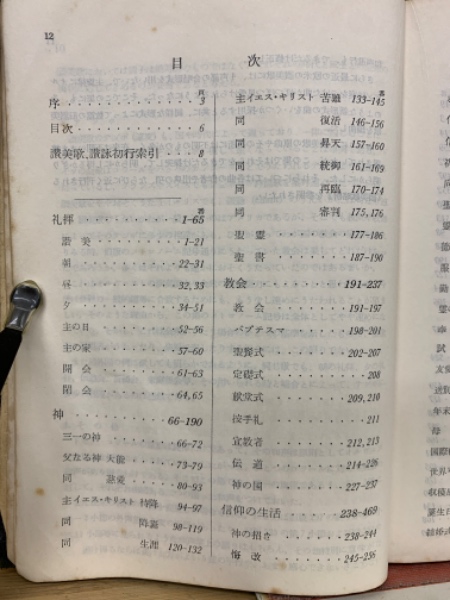 12
目 次
頁
序 ・・・・・・・・・・・ 3
目次 ・・・・・・・・・・ 6
讃美歌、讃詠初行索引 ・・ 8
番
礼拝 ・・・・・・・・・・ 1-65
讃 美 ・・・・・・・・・ 1-21
朝 ・・・・・・・・・・ 22-31
昼 ・・・・・・・・・・ 32,33
夕 ・・・・・・・・・・ 34-51
主の日 ・・・・・・・・ 52-56
主の家 ・・・・・・・・ 57-60
開 会 ・・・・・・・・・ 61-63
閉 会 ・・・・・・・・・ 64,65
神 ・・・・・・・・・・ 66-190
三一の神 ・・・・・・・ 66-72
父なる神 大能 ・・・・ 73-79
同 慈愛 ・・・・ 80-93
主イエス・キリスト 待降 94-97
同 降誕 98-119
同 生涯 120-132
番
主イエス・キリスト 苦難 133-145
同 復活 146-156
同 昇天 157-160
同 統御 161-169
同 再臨 170-174
同 審判 175,176
聖 霊 ・・・・・・・ 177-186
聖 書 ・・・・・・・ 187-190
教会 ・・・・・・・・ 191-237
教 会 ・・・・・・・ 191-197
バプテスマ ・・・・・ 198-201
聖餐式 ・・・・・・・ 202-207
定礎式 ・・・・・・・ 208
献堂式 ・・・・・・・ 209,210
按手礼 ・・・・・・・ 211
宣教者 ・・・・・・・ 212,213
伝 道 ・・・・・・・ 214-226
神の国 ・・・・・・・ 227-237
信仰の生活 ・・・・・ 238-469
神の招き ・・・・・・ 238-244
悔 改 ・・・・・・・ 245-256